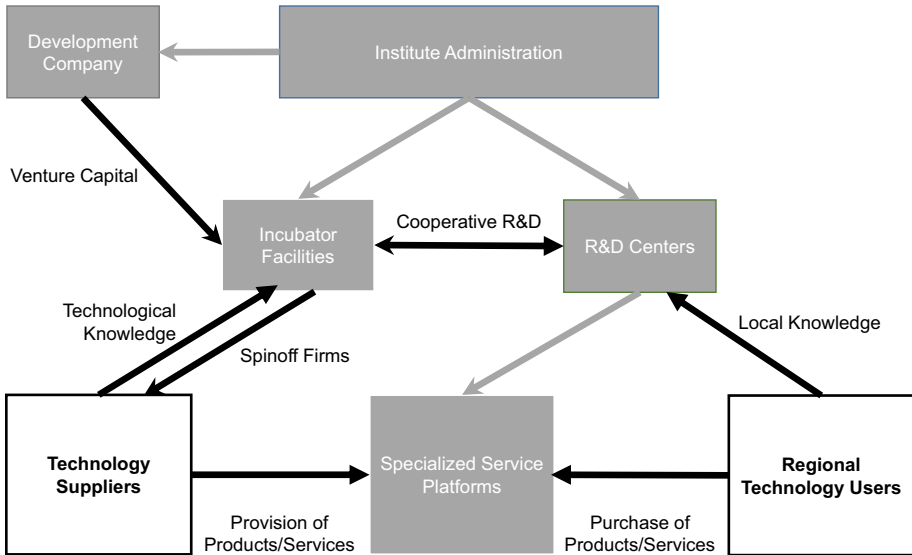 Development
Company
Institute Administration
Venture Capital
Incubator
Facilities
Cooperative R&D
R&D Centers
Technological
Knowledge
Spinoff Firms
Local Knowledge
Technology
Suppliers
Specialized Service
Platforms
Regional
Technology Users
Provision of
Products/Services
Purchase of
Products/Services